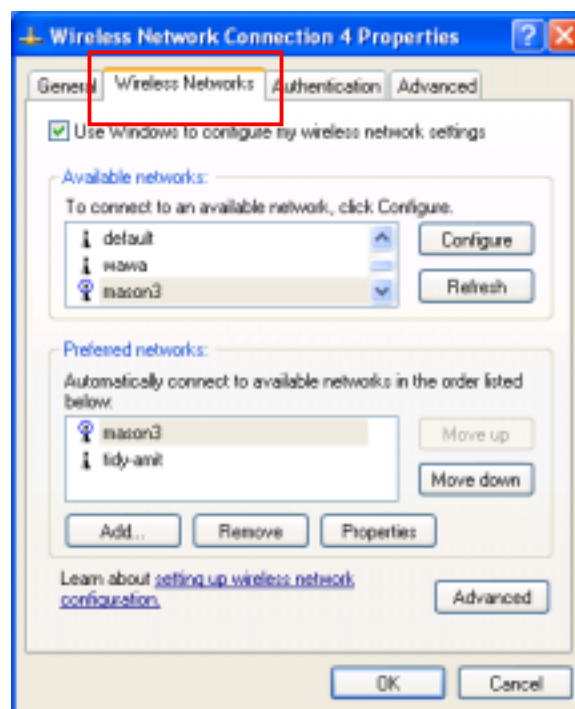 Wireless Network Connection 4 Properties
General Wireless Networks Authentication Advanced
Use Windows to configure my wireless network settings
Available networks:
To connect to an available network, click Configure.
default
Configure
wawa
mason3
Refresh
Preferred networks:
Automatically connect to available networks in the order listed
below:
mason3
Move up
tidy-amit
Move down
Add... Remove Properties
Learn about setting up wireless network
configuration.
Advanced
OK Cancel